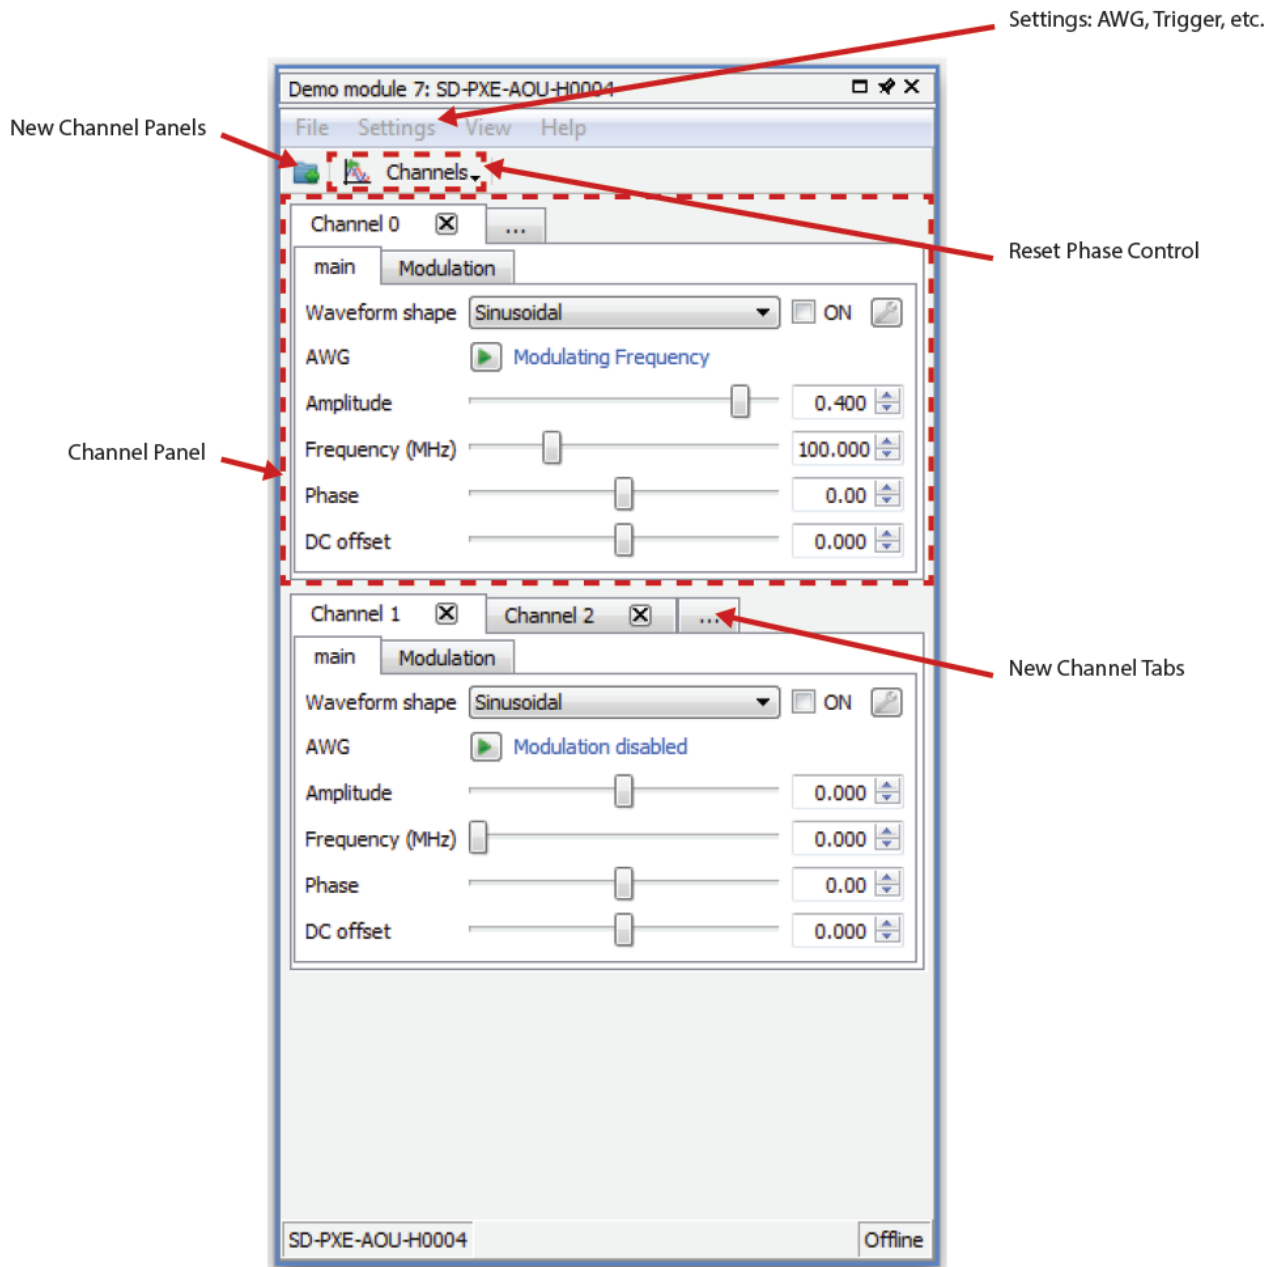 Settings: AWG, Trigger, etc.
Demo module 7: SD-PXE-AOU-H0004
New Channel Panels
File Settings View Help
Channels
Channel 0 ...
Reset Phase Control
main Modulation
Waveform shape Sinusoidal ON
AWG Modulating Frequency
Amplitude 0.400
Channel Panel
Frequency (MHz) 100.000
Phase 0.00
DC offset 0.000
Channel 1 Channel 2 ...
main Modulation
New Channel Tabs
Waveform shape Sinusoidal ON
AWG Modulation disabled
Amplitude 0.000
Frequency (MHz) 0.000
Phase 0.00
DC offset 0.000
SD-PXE-AOU-H0004 Offline